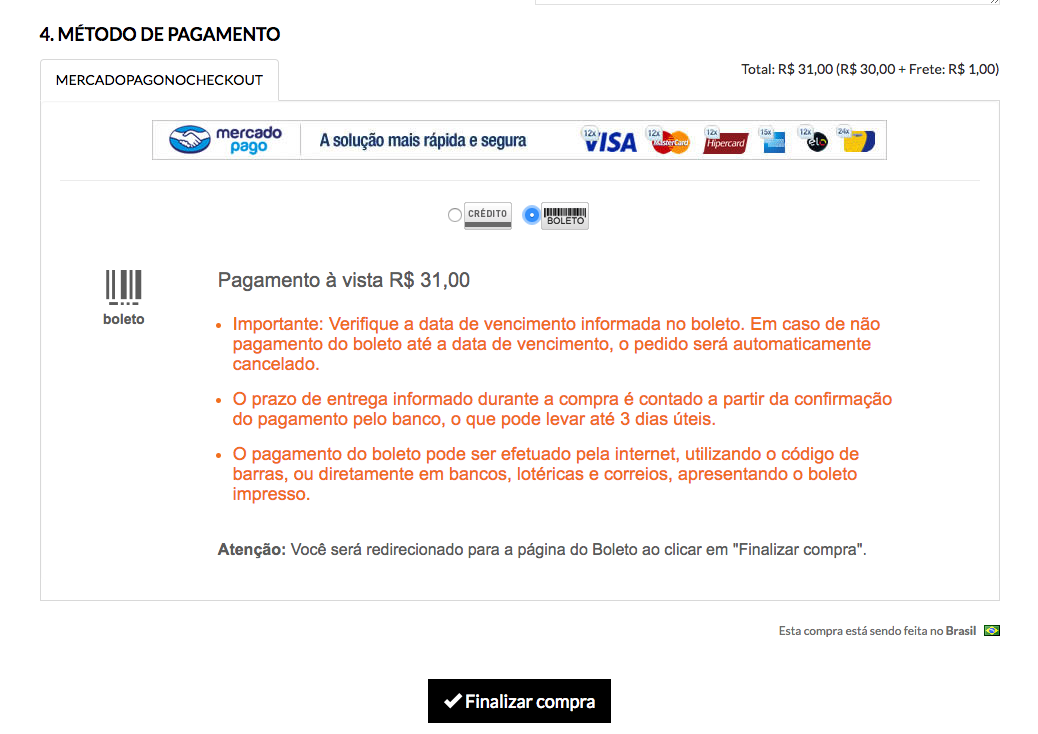 4. MÉTODO DE PAGAMENTO
MERCADOPAGONOCHECKOUT
Total: R$ 31,00 (R$ 30,00 + Frete: R$ 1,00)
mercado
pago
A solução mais rápida e segura
12x VISA
12x MasterCard
12x Hipercard
15x
12x elo
24x
CRÉDITO
BOLETO
boleto
Pagamento à vista R$ 31,00
• Importante: Verifique a data de vencimento informada no boleto. Em caso de não
pagamento do boleto até a data de vencimento, o pedido será automaticamente
cancelado.
• O prazo de entrega informado durante a compra é contado a partir da confirmação
do pagamento pelo banco, o que pode levar até 3 dias úteis.
• O pagamento do boleto pode ser efetuado pela internet, utilizando o código de
barras, ou diretamente em bancos, lotéricas e correios, apresentando o boleto
impresso.
Atenção: Você será redirecionado para a página do Boleto ao clicar em "Finalizar compra".
Esta compra está sendo feita no Brasil
Finalizar compra